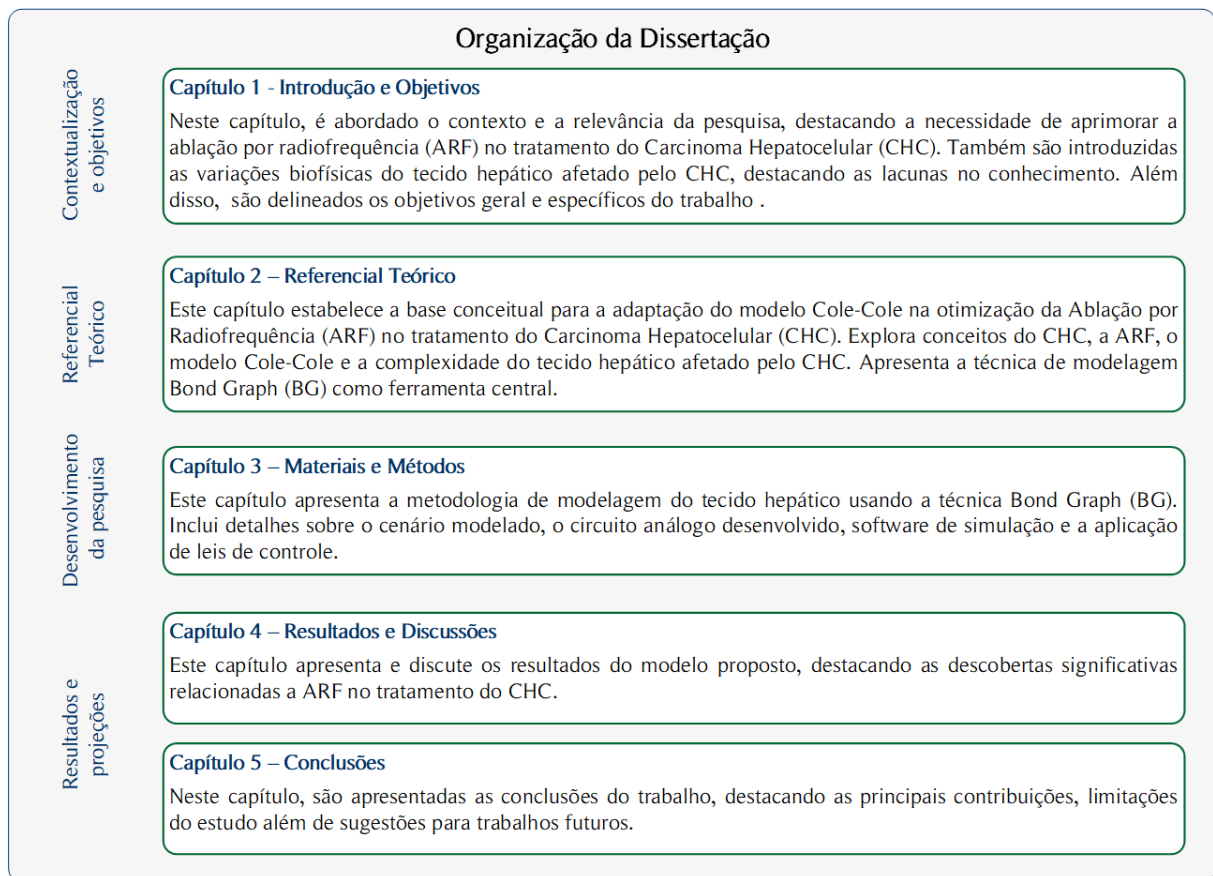 Organização da Dissertação
Contextualização
e objetivos
Capítulo 1 - Introdução e Objetivos
Neste capítulo, é abordado o contexto e a relevância da pesquisa, destacando a necessidade de aprimorar a
ablação por radiofrequência (ARF) no tratamento do Carcinoma Hepatocelular (CHC). Também são introduzidas
as variações biofísicas do tecido hepático afetado pelo CHC, destacando as lacunas no conhecimento. Além
disso, são delineados os objetivos geral e específicos do trabalho .
Referencial
Teórico
Capítulo 2 – Referencial Teórico
Este capítulo estabelece a base conceitual para a adaptação do modelo Cole-Cole na otimização da Ablação por
Radiofrequência (ARF) no tratamento do Carcinoma Hepatocelular (CHC). Explora conceitos do CHC, a ARF, o
modelo Cole-Cole e a complexidade do tecido hepático afetado pelo CHC. Apresenta a técnica de modelagem
Bond Graph (BG) como ferramenta central.
Desenvolvimento
da pesquisa
Capítulo 3 – Materiais e Métodos
Este capítulo apresenta a metodologia de modelagem do tecido hepático usando a técnica Bond Graph (BG).
Inclui detalhes sobre o cenário modelado, o circuito análogo desenvolvido, software de simulação e a aplicação
de leis de controle.
Resultados e
projeções
Capítulo 4 – Resultados e Discussões
Este capítulo apresenta e discute os resultados do modelo proposto, destacando as descobertas significativas
relacionadas a ARF no tratamento do CHC.
Capítulo 5 – Conclusões
Neste capítulo, são apresentadas as conclusões do trabalho, destacando as principais contribuições, limitações
do estudo além de sugestões para trabalhos futuros.